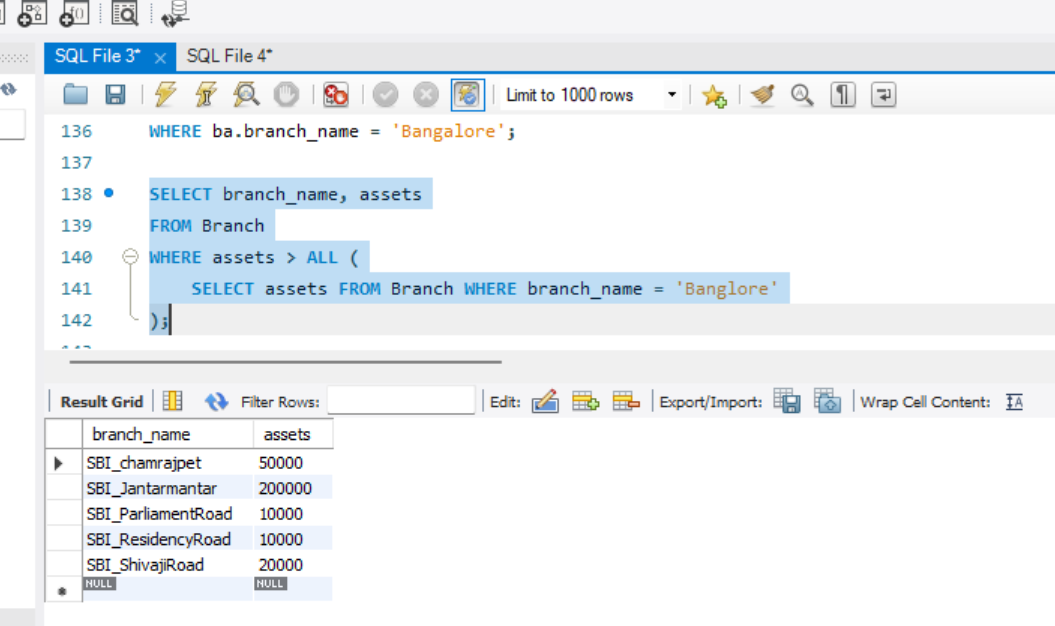 SQL File 3* × SQL File 4*
Limit to 1000 rows
136 WHERE ba.branch_name = 'Bangalore';
137
138 SELECT branch_name, assets
139 FROM Branch
140 WHERE assets > ALL (
141 SELECT assets FROM Branch WHERE branch_name = 'Banglore'
142 );
Result Grid Filter Rows: Edit: Export/Import: Wrap Cell Content: IA
branch_name assets
SBI_chamrajpet 50000
SBI_Jantarmantar 200000
SBI_ParliamentRoad 10000
SBI_ResidencyRoad 10000
SBI_ShivajiRoad 20000
NULL NULL